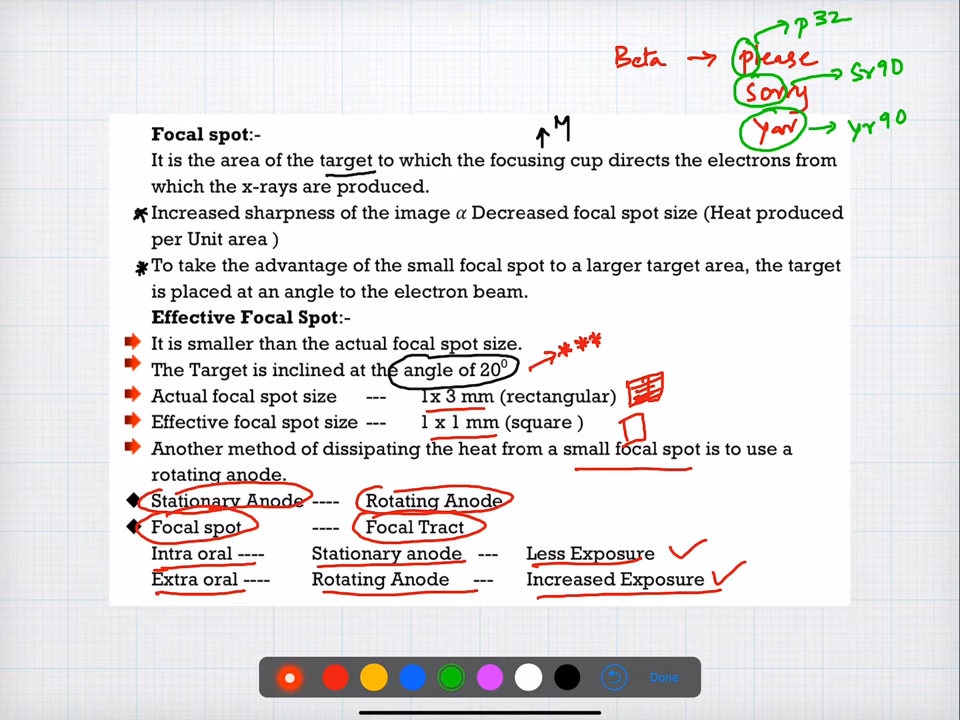 p32
Beta → please
sorry Sr90
yar → yr90
↑ M
Focal spot:-
It is the area of the target to which the focusing cup directs the electrons from
which the x-rays are produced.
* Increased sharpness of the image α Decreased focal spot size (Heat produced
per Unit area )
* To take the advantage of the small focal spot to a larger target area, the target
is placed at an angle to the electron beam.
Effective Focal Spot:-
It is smaller than the actual focal spot size.
The Target is inclined at the angle of 20⁰ → ***
Actual focal spot size --- 1x 3 mm (rectangular)
Effective focal spot size --- 1 x 1 mm (square )
Another method of dissipating the heat from a small focal spot is to use a
rotating anode.
Stationary Anode ---- Rotating Anode
Focal spot ---- Focal Tract
Intra oral ---- Stationary anode --- Less Exposure ✓
Extra oral ---- Rotating Anode --- Increased Exposure ✓
Done